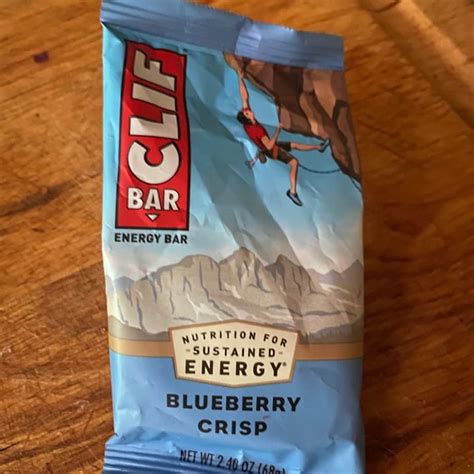 CLIF
BAR
ENERGY BAR
NUTRITION FOR
SUSTAINED
ENERGY®
BLUEBERRY
CRISP
NET WT 2.40 OZ (68g)